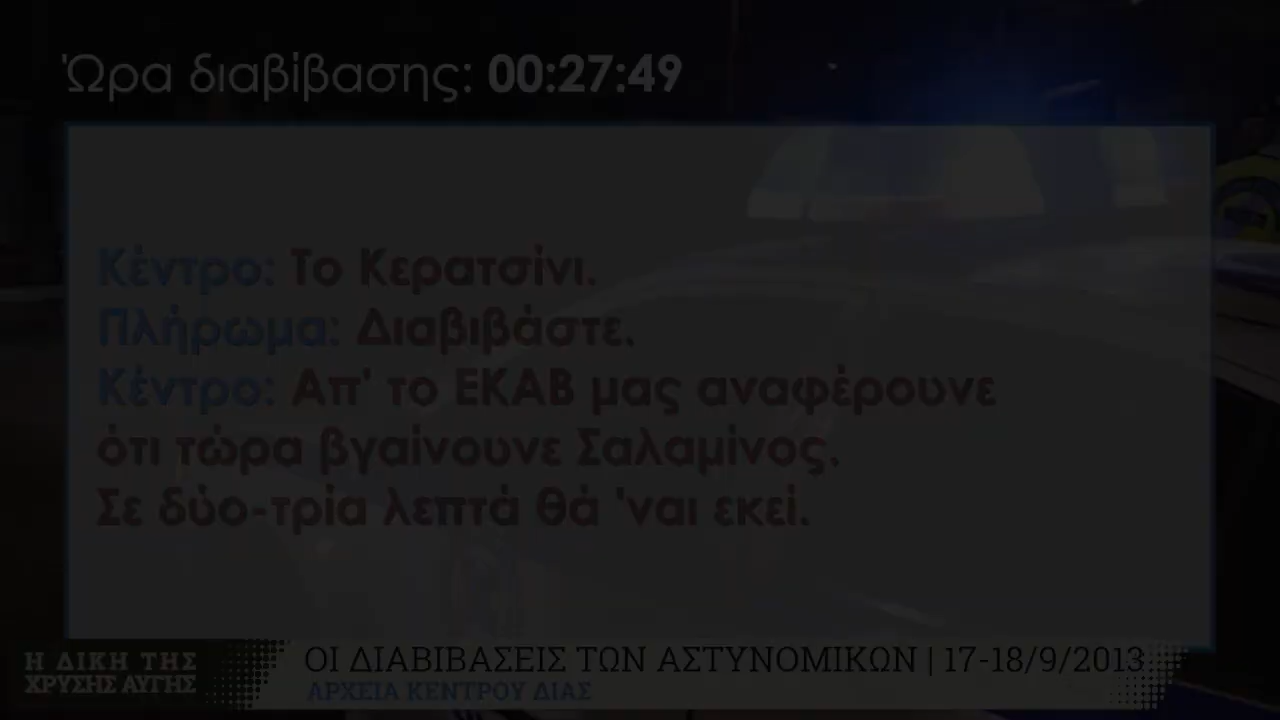 Ώρα διαβίβασης: 00:27:49
Κέντρο: Το Κερατσίνι.
Πλήρωμα: Διαβιβάστε.
Κέντρο: Απ' το ΕΚΑΒ μας αναφέρουνε
ότι τώρα βγαίνουνε Σαλαμίνος.
Σε δύο-τρία λεπτά θά 'ναι εκεί.
Η ΔΙΚΗ ΤΗΣ
ΧΡΥΣΗΣ ΑΥΓΗΣ
ΟΙ ΔΙΑΒΙΒΑΣΕΙΣ ΤΩΝ ΑΣΤΥΝΟΜΙΚΩΝ | 17-18/9/2013
ΑΡΧΕΙΑ ΚΕΝΤΡΟΥ ΔΙΑΣ